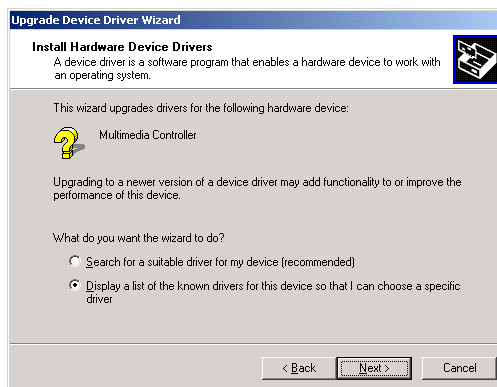 Upgrade Device Driver Wizard
Install Hardware Device Drivers
A device driver is a software program that enables a hardware device to work with
an operating system.
This wizard upgrades drivers for the following hardware device:
Multimedia Controller
Upgrading to a newer version of a device driver may add functionality to or improve the
performance of this device.
What do you want the wizard to do?
Search for a suitable driver for my device (recommended)
Display a list of the known drivers for this device so that I can choose a specific
driver
< Back
Next >
Cancel